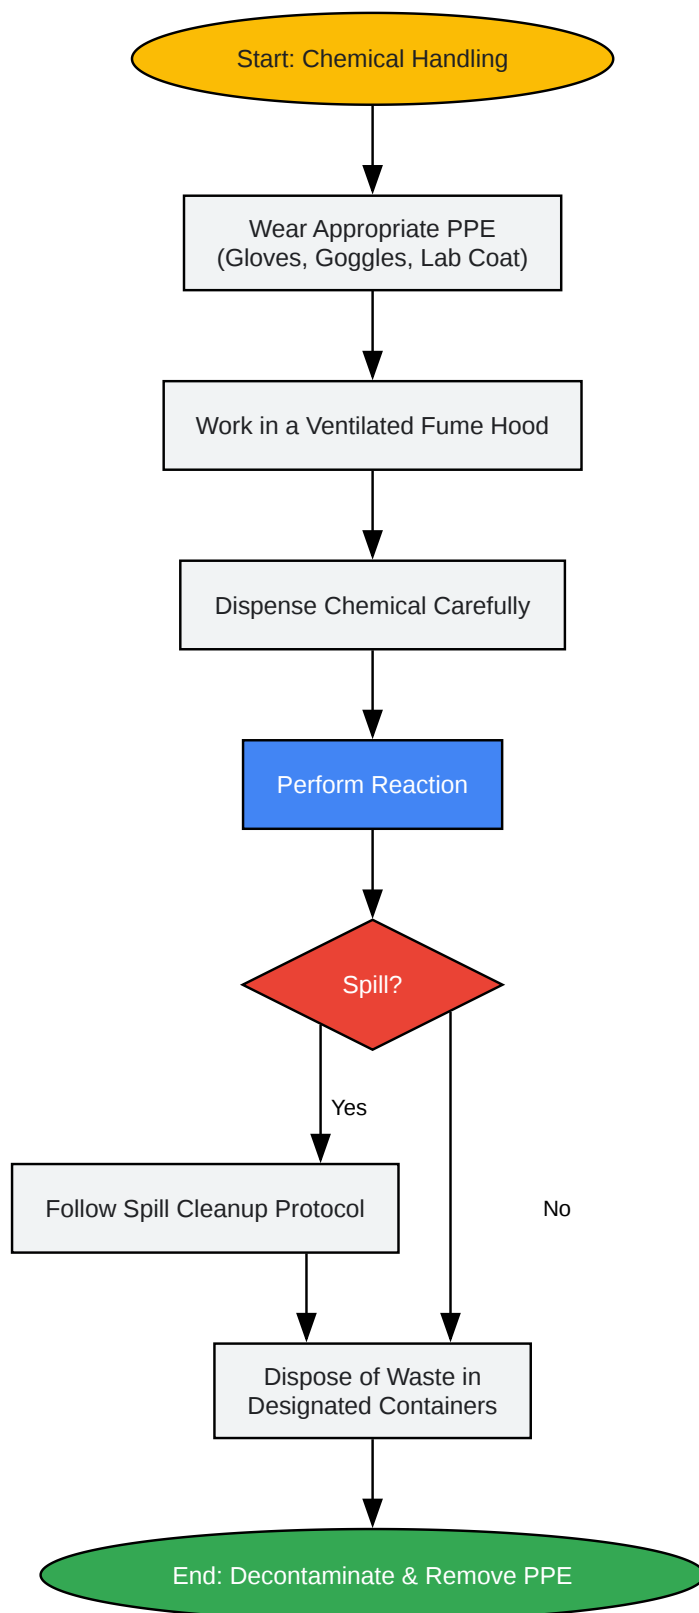 Start: Chemical Handling
Wear Appropriate PPE
(Gloves, Goggles, Lab Coat)
Work in a Ventilated Fume Hood
Dispense Chemical Carefully
Perform Reaction
Spill?
Yes
Follow Spill Cleanup Protocol
No
Dispose of Waste in
Designated Containers
End: Decontaminate & Remove PPE